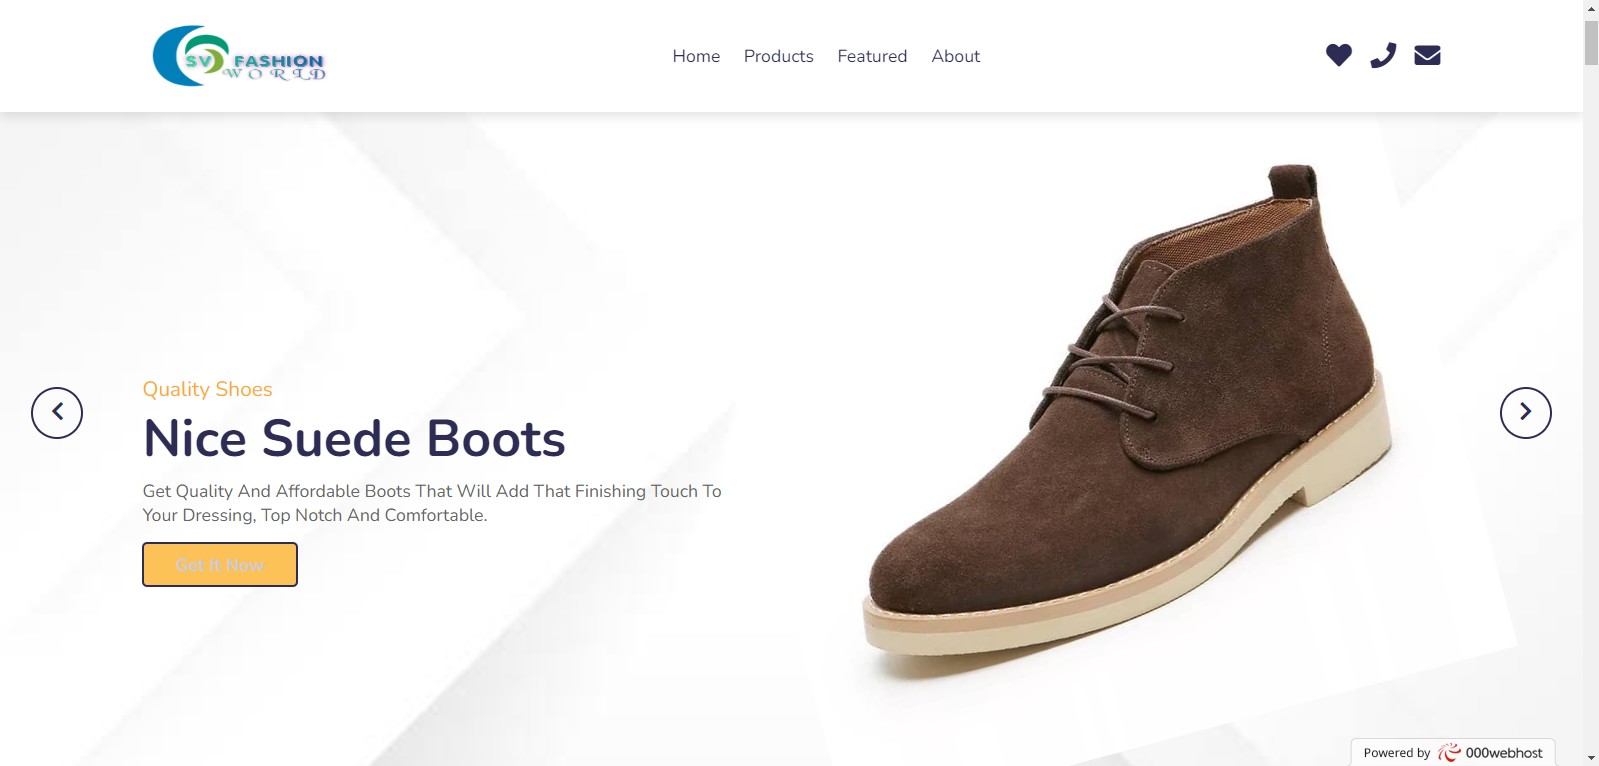 SV FASHION
WORLD
Home Products Featured About
Quality Shoes
Nice Suede Boots
Get Quality And Affordable Boots That Will Add That Finishing Touch To
Your Dressing, Top Notch And Comfortable.
Get It Now
Powered by 000webhost